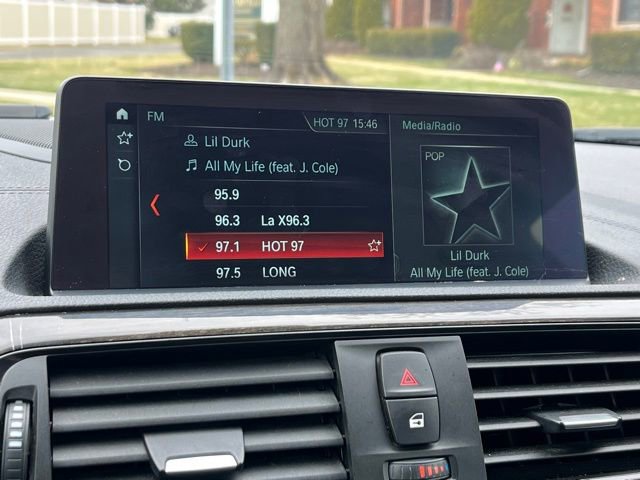 FM
HOT 97 15:46
Lil Durk
All My Life (feat. J. Cole)
95.9
96.3 La X96.3
97.1 HOT 97
97.5 LONG
Media/Radio
POP
Lil Durk
All My Life (feat. J. Cole)